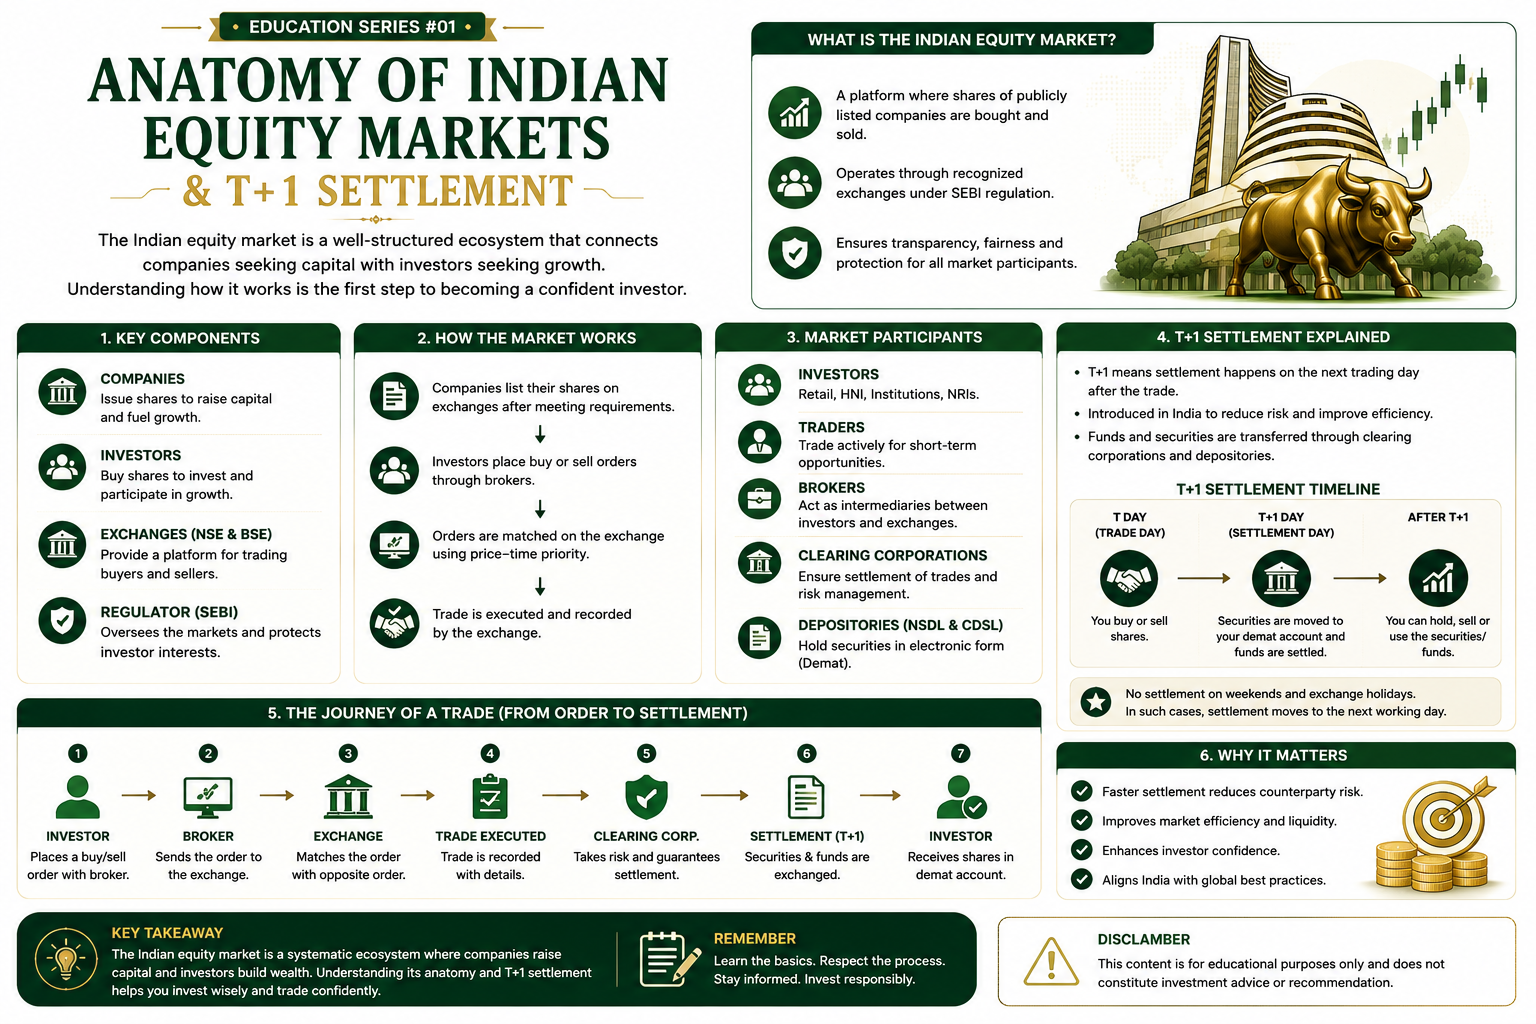 EDUCATION SERIES #01
ANATOMY OF INDIAN
EQUITY MARKETS
& T+1 SETTLEMENT
The Indian equity market is a well-structured ecosystem that connects
companies seeking capital with investors seeking growth.
Understanding how it works is the first step to becoming a confident investor.
WHAT IS THE INDIAN EQUITY MARKET?
A platform where shares of publicly
listed companies are bought and
sold.
Operates through recognized
exchanges under SEBI regulation.
Ensures transparency, fairness and
protection for all market participants.
1. KEY COMPONENTS
COMPANIES
Issue shares to raise capital
and fuel growth.
INVESTORS
Buy shares to invest and
participate in growth.
EXCHANGES (NSE & BSE)
Provide a platform for trading
buyers and sellers.
REGULATOR (SEBI)
Oversees the markets and protects
investor interests.
2. HOW THE MARKET WORKS
Companies list their shares on
exchanges after meeting requirements.
Investors place buy or sell orders
through brokers.
Orders are matched on the exchange
using price-time priority.
Trade is executed and recorded
by the exchange.
3. MARKET PARTICIPANTS
INVESTORS
Retail, HNI, Institutions, NRIs.
TRADERS
Trade actively for short-term
opportunities.
BROKERS
Act as intermediaries between
investors and exchanges.
CLEARING CORPORATIONS
Ensure settlement of trades and
risk management.
DEPOSITORIES (NSDL & CDSL)
Hold securities in electronic form
(Demat).
4. T+1 SETTLEMENT EXPLAINED
• T+1 means settlement happens on the next trading day
after the trade.
• Introduced in India to reduce risk and improve efficiency.
• Funds and securities are transferred through clearing
corporations and depositories.
T+1 SETTLEMENT TIMELINE
T DAY
(TRADE DAY)
You buy or sell
shares.
T+1 DAY
(SETTLEMENT DAY)
Securities are moved to
your demat account and
funds are settled.
AFTER T+1
You can hold, sell or
use the securities/
funds.
No settlement on weekends and exchange holidays.
In such cases, settlement moves to the next working day.
5. THE JOURNEY OF A TRADE (FROM ORDER TO SETTLEMENT)
1
INVESTOR
Places a buy/sell
order with broker.
2
BROKER
Sends the order to
the exchange.
3
EXCHANGE
Matches the order
with opposite order.
4
TRADE EXECUTED
Trade is recorded
with details.
5
CLEARING CORP.
Takes risk and guarantees
settlement.
6
SETTLEMENT (T+1)
Securities & funds are
exchanged.
7
INVESTOR
Receives shares in
demat account.
6. WHY IT MATTERS
Faster settlement reduces counterparty risk.
Improves market efficiency and liquidity.
Enhances investor confidence.
Aligns India with global best practices.
KEY TAKEAWAY
The Indian equity market is a systematic ecosystem where companies raise
capital and investors build wealth. Understanding its anatomy and T+1 settlement
helps you invest wisely and trade confidently.
REMEMBER
Learn the basics. Respect the process.
Stay informed. Invest responsibly.
DISCLAMBER
This content is for educational purposes only and does not
constitute investment advice or recommendation.